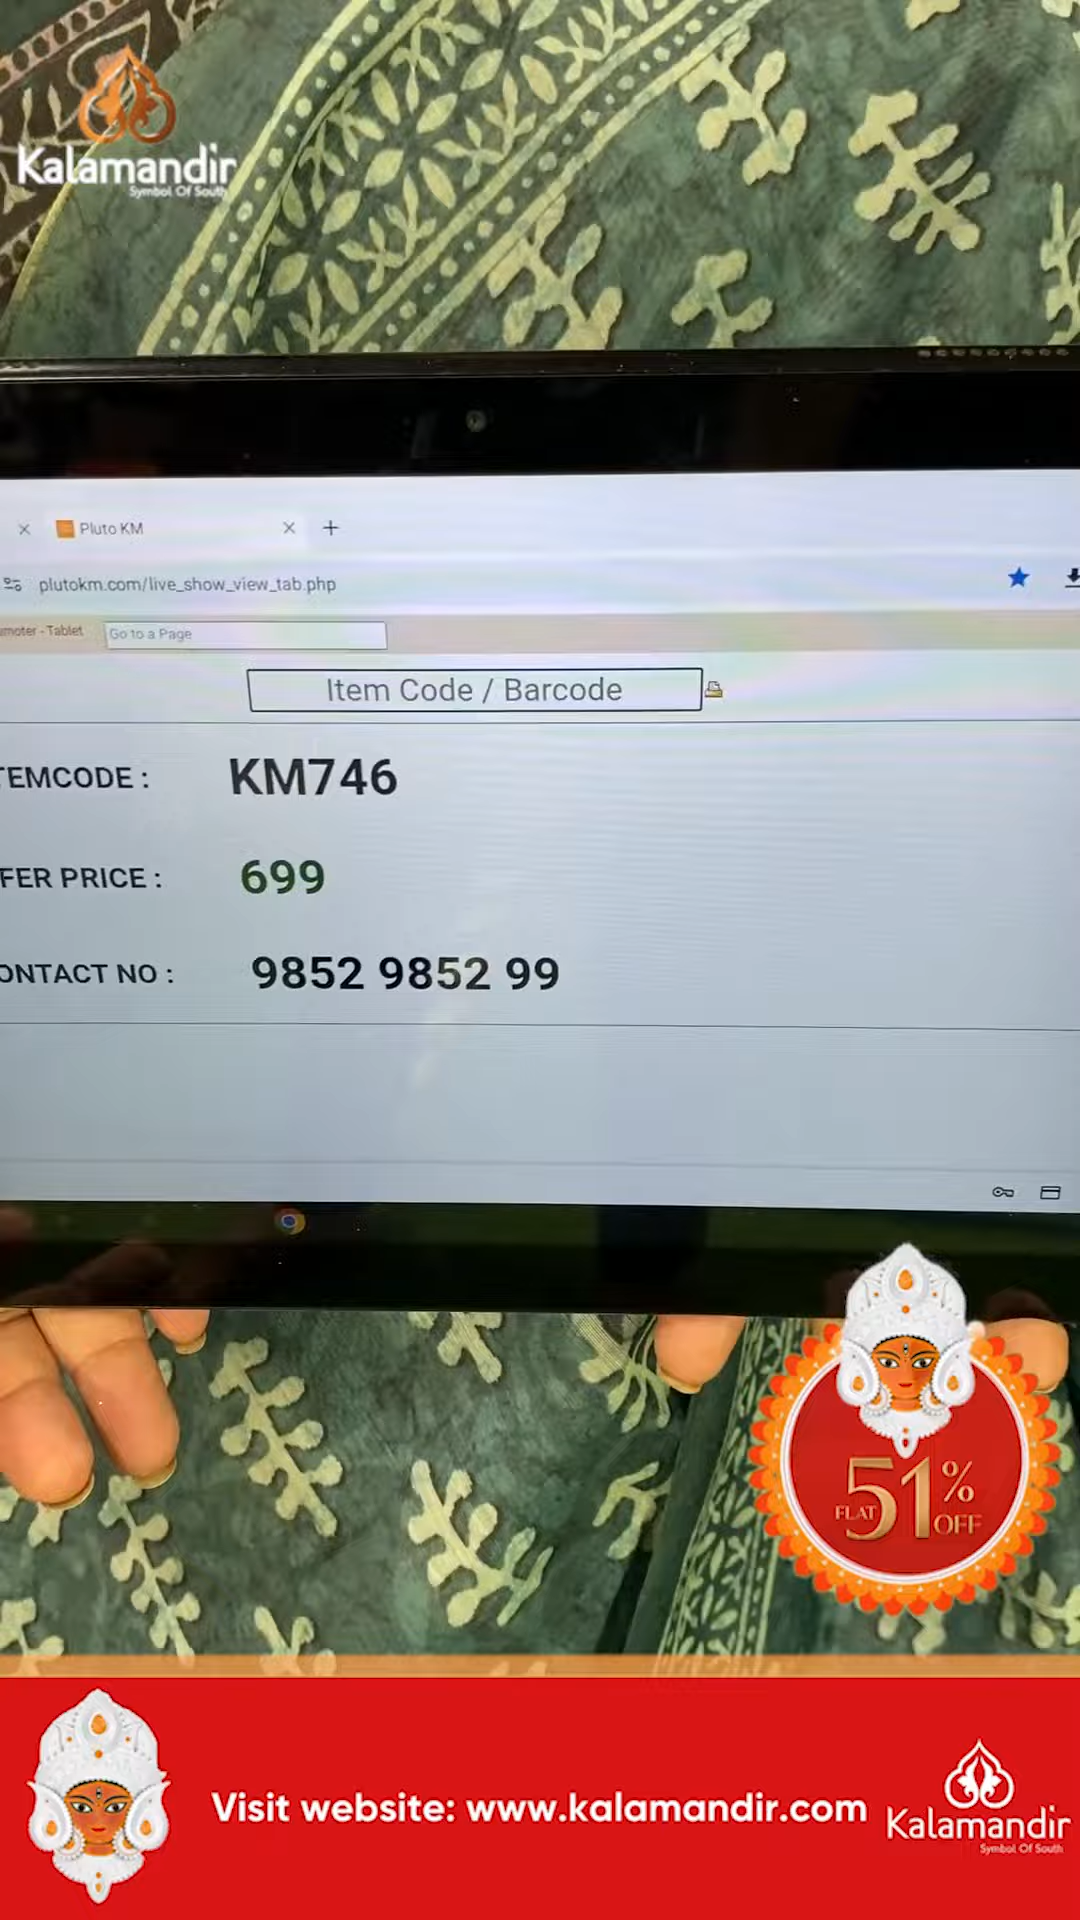 Kalamandir
Symbol Of South
Pluto KM
plutokm.com/live_show_view_tab.php
Tablet
Go to a Page
Item Code / Barcode
TEMCODE : KM746
FER PRICE : 699
ONTACT NO : 9852 9852 99
FLAT 51% OFF
Visit website: www.kalamandir.com
Kalamandir
Symbol Of South